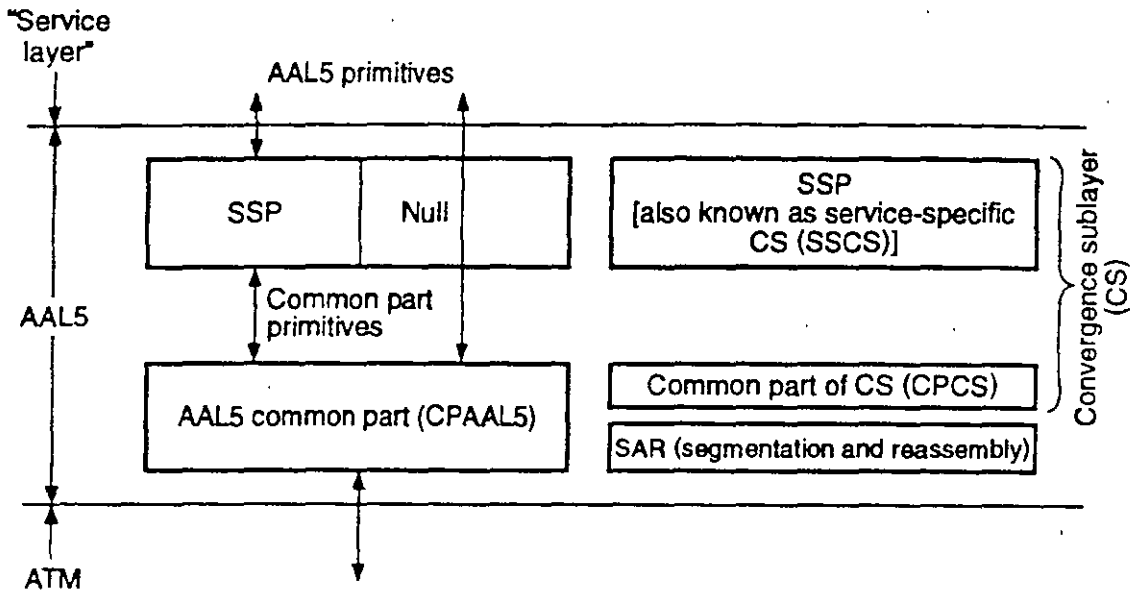 "Service
layer"
AAL5 primitives
SSP
Null
SSP
[also known as service-specific
CS (SSCS)]
Convergence sublayer
(CS)
AAL5
Common part
primitives
AAL5 common part (CPAAL5)
Common part of CS (CPCS)
SAR (segmentation and reassembly)
ATM